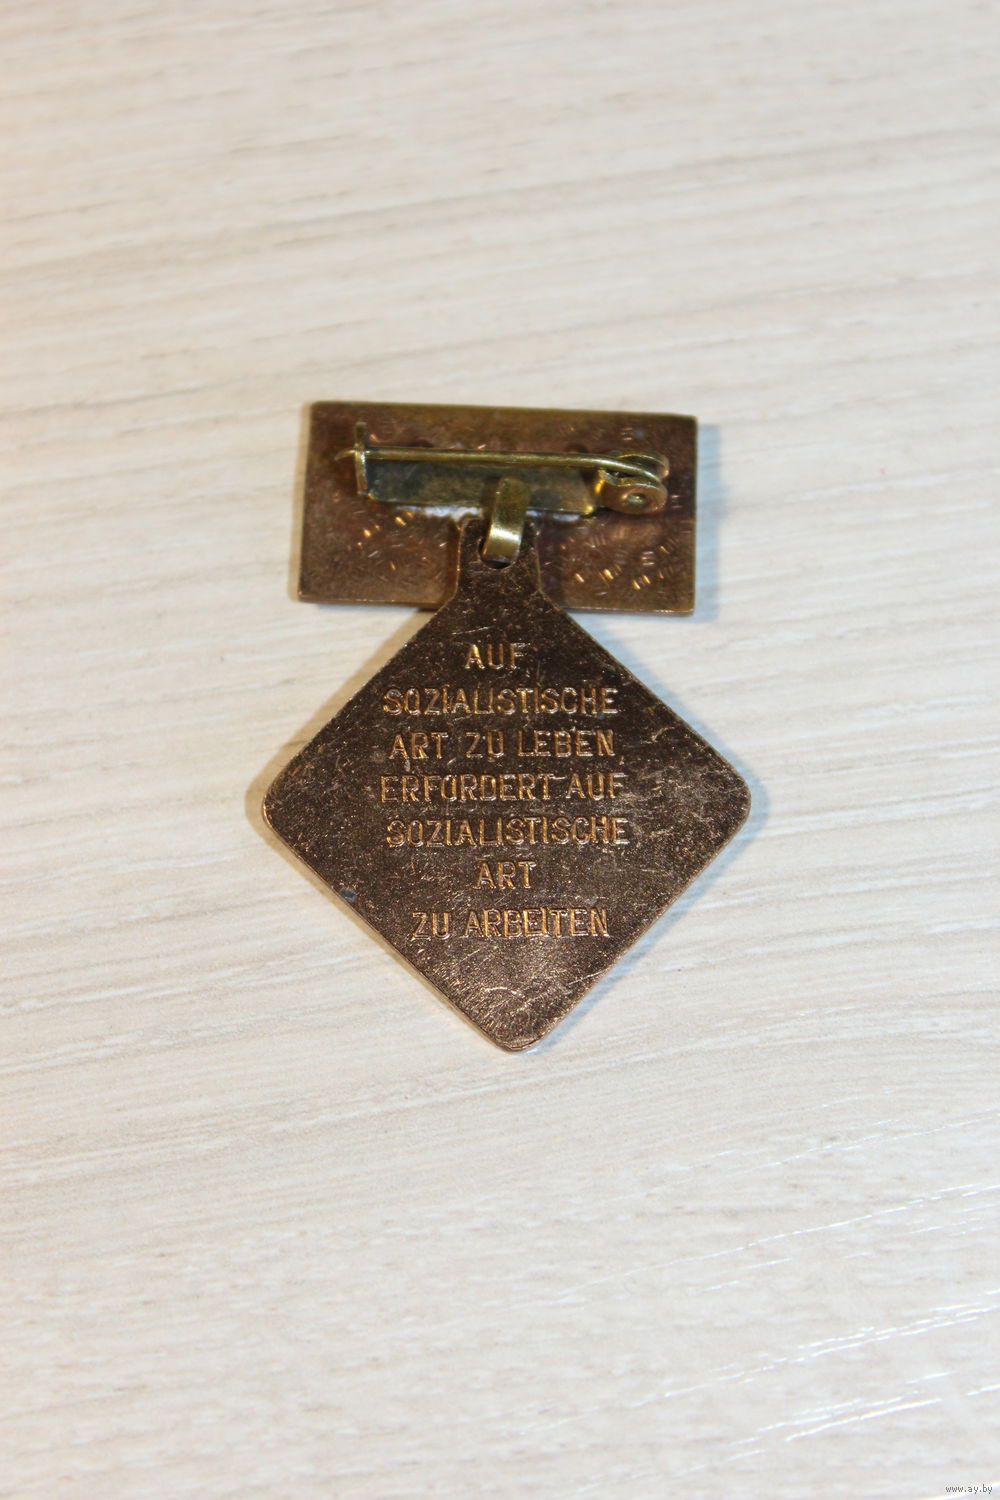 AUF
SOZIALISTISCHE
ART ZU LEBEN,
ERFORDERT AUF
SOZIALISTISCHE
ART
ZU ARBEITEN
www.ay.by